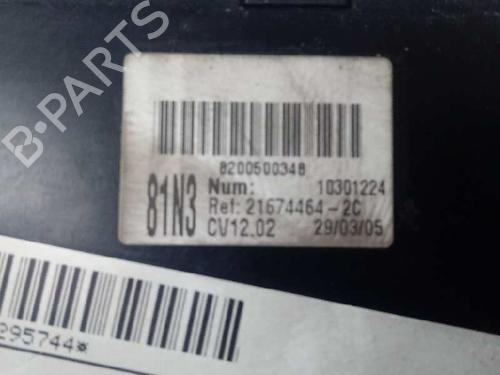 B-PARTS
8200500348
81N3
Num: 10301224
Ref: 21674464-2C
CV12.02 29/03/05
295744*